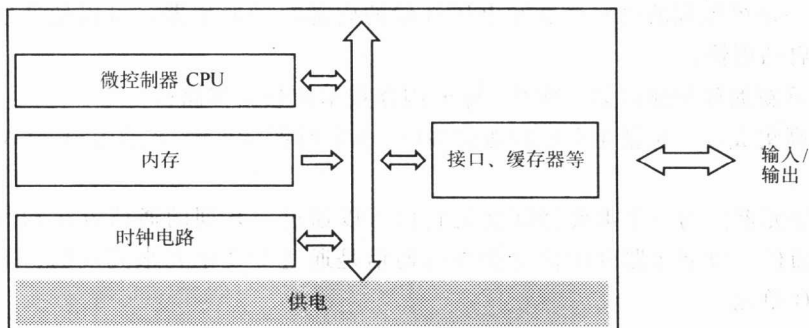 微控制器 CPU
内存
时钟电路
接口、缓存器等
输入/
输出
供电